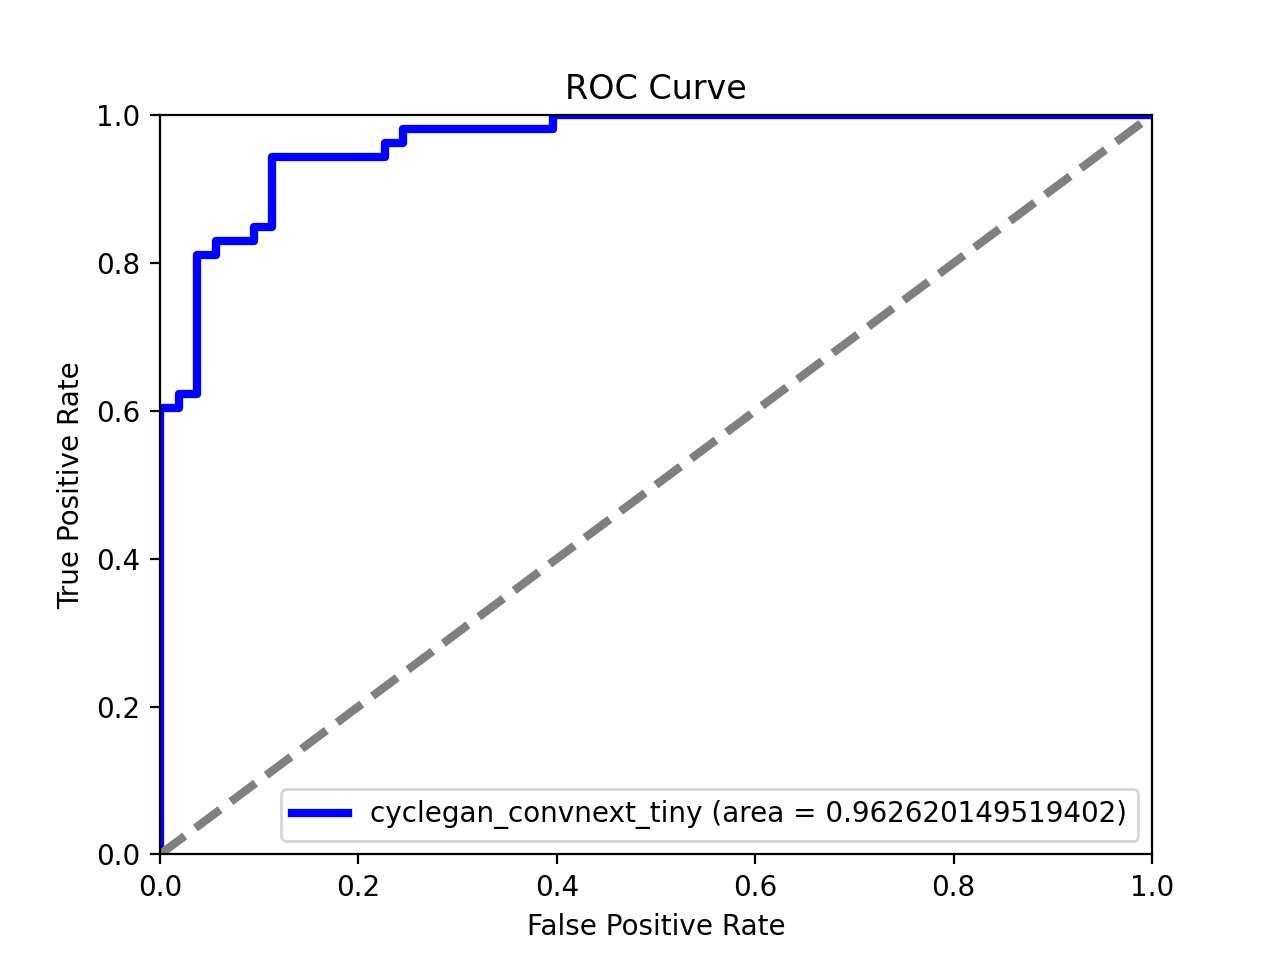 ROC Curve
1.0
0.8
0.6
0.4
0.2
0.0
True Positive Rate
cyclegan_convnext_tiny (area = 0.962620149519402)
0.0 0.2 0.4 0.6 0.8 1.0
False Positive Rate